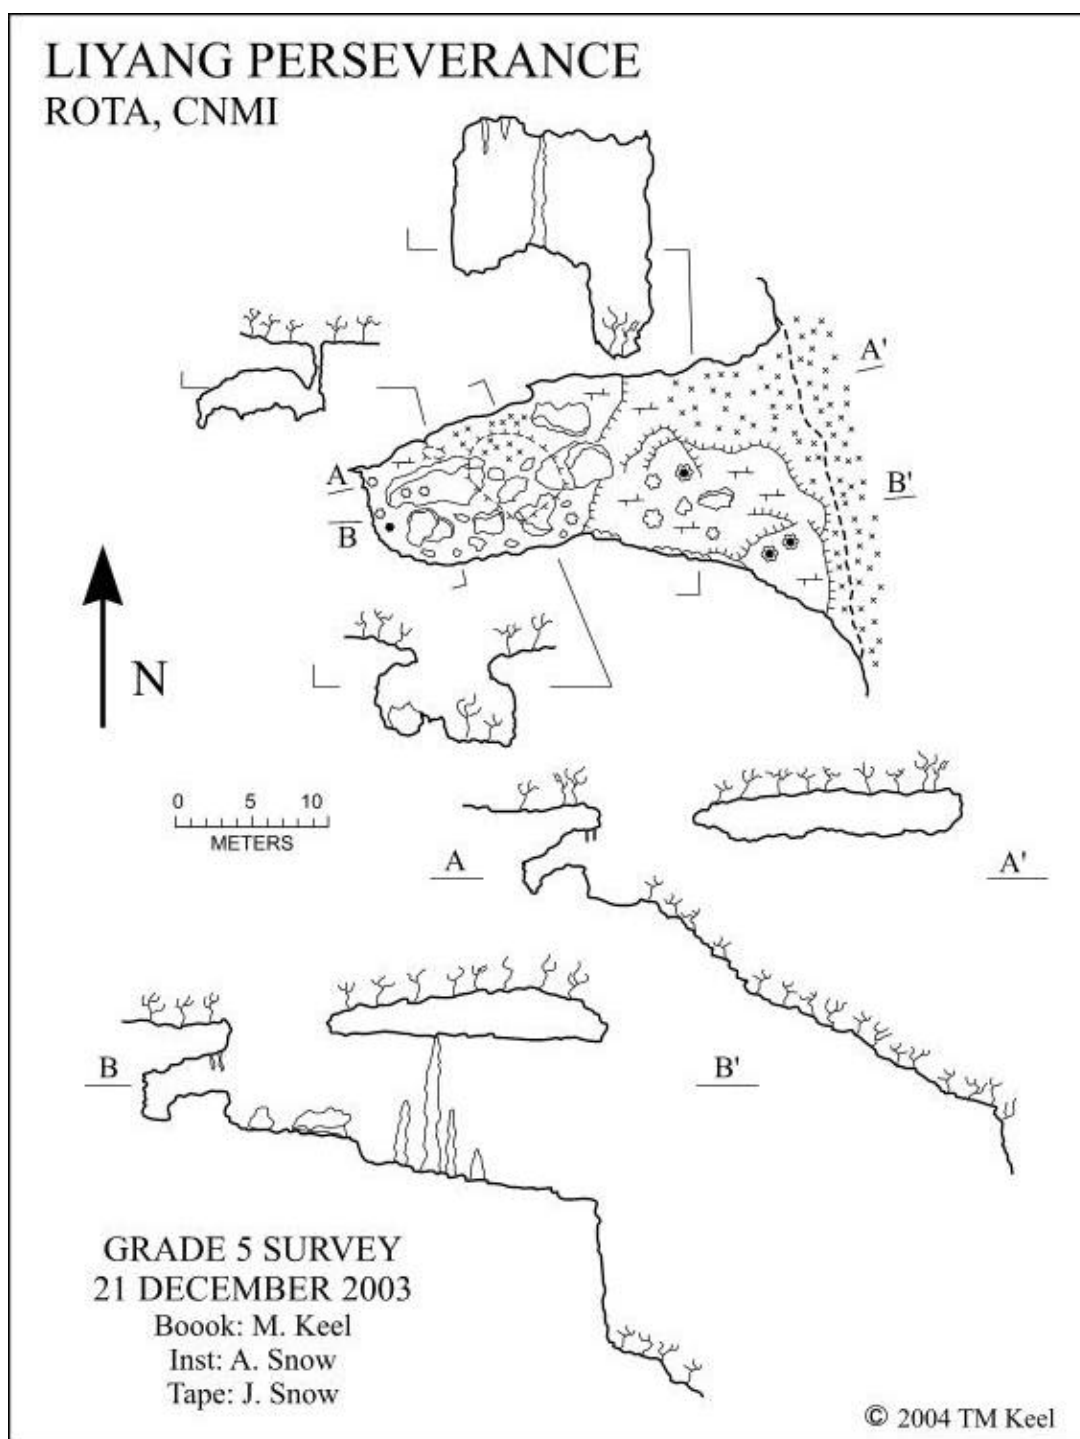 LIYANG PERSEVERANCE
ROTA, CNMI
A'
A
B'
B
N
0 5 10
METERS
A
A'
B
B'
GRADE 5 SURVEY
21 DECEMBER 2003
Boook: M. Keel
Inst: A. Snow
Tape: J. Snow
© 2004 TM Keel